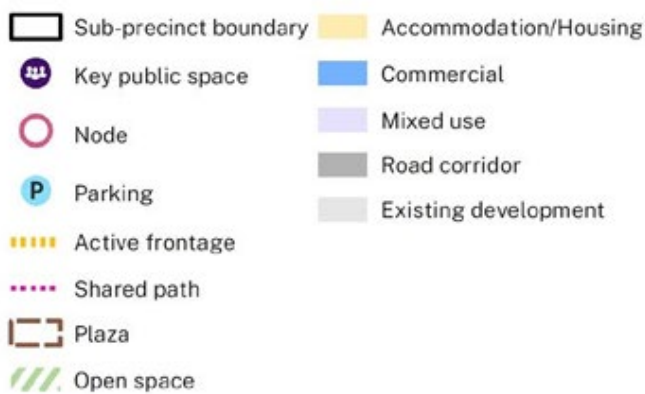 Sub-precinct boundary
Key public space
Node
P
Parking
Active frontage
Shared path
Plaza
Open space
Accommodation/Housing
Commercial
Mixed use
Road corridor
Existing development